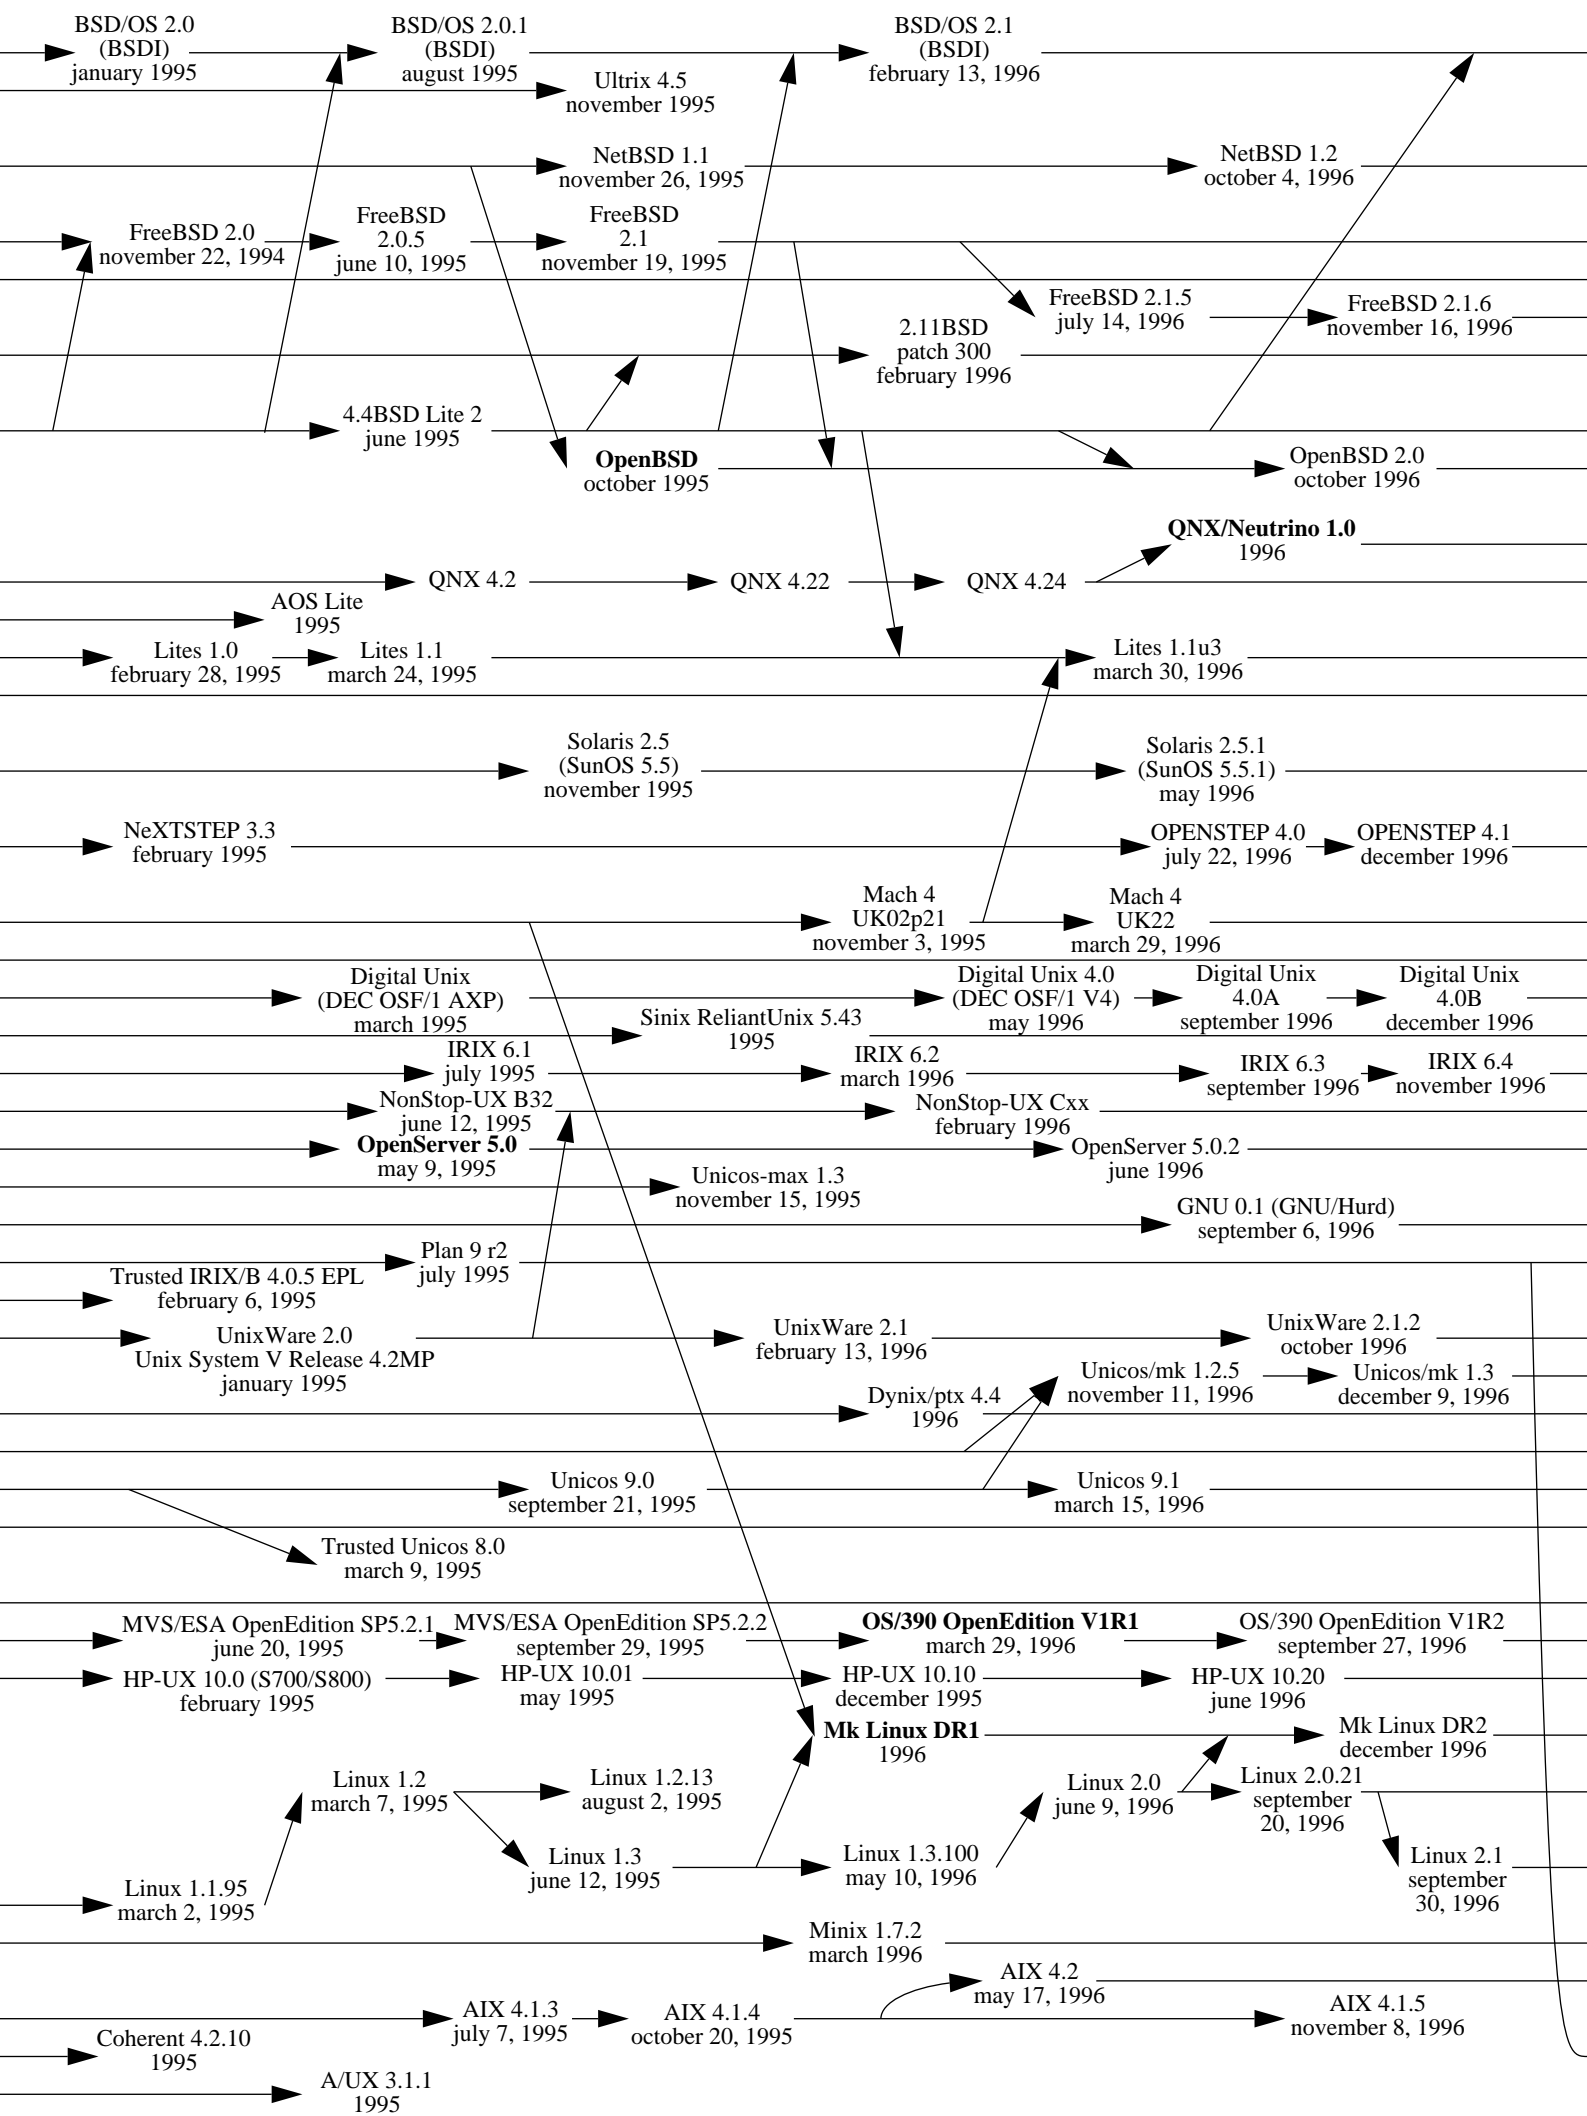 BSD/OS 2.0
(BSDI)
january 1995
BSD/OS 2.0.1
(BSDI)
august 1995
BSD/OS 2.1
(BSDI)
february 13, 1996
Ultrix 4.5
november 1995
NetBSD 1.1
november 26, 1995
NetBSD 1.2
october 4, 1996
FreeBSD 2.0
november 22, 1994
FreeBSD
2.0.5
june 10, 1995
FreeBSD
2.1
november 19, 1995
FreeBSD 2.1.5
july 14, 1996
FreeBSD 2.1.6
november 16, 1996
2.11BSD
patch 300
february 1996
4.4BSD Lite 2
june 1995
OpenBSD
october 1995
OpenBSD 2.0
october 1996
QNX/Neutrino 1.0
1996
QNX 4.2
QNX 4.22
QNX 4.24
AOS Lite
1995
Lites 1.0
february 28, 1995
Lites 1.1
march 24, 1995
Lites 1.1u3
march 30, 1996
Solaris 2.5
(SunOS 5.5)
november 1995
Solaris 2.5.1
(SunOS 5.5.1)
may 1996
NeXTSTEP 3.3
february 1995
OPENSTEP 4.0
july 22, 1996
OPENSTEP 4.1
december 1996
Mach 4
UK02p21
november 3, 1995
Mach 4
UK22
march 29, 1996
Digital Unix
(DEC OSF/1 AXP)
march 1995
Digital Unix 4.0
(DEC OSF/1 V4)
may 1996
Digital Unix
4.0A
september 1996
Digital Unix
4.0B
december 1996
Sinix ReliantUnix 5.43
1995
IRIX 6.1
july 1995
IRIX 6.2
march 1996
IRIX 6.3
september 1996
IRIX 6.4
november 1996
NonStop-UX B32
june 12, 1995
NonStop-UX Cxx
february 1996
OpenServer 5.0
may 9, 1995
OpenServer 5.0.2
june 1996
Unicos-max 1.3
november 15, 1995
GNU 0.1 (GNU/Hurd)
september 6, 1996
Plan 9 r2
july 1995
Trusted IRIX/B 4.0.5 EPL
february 6, 1995
UnixWare 2.0
Unix System V Release 4.2MP
january 1995
UnixWare 2.1
february 13, 1996
UnixWare 2.1.2
october 1996
Unicos/mk 1.2.5
november 11, 1996
Unicos/mk 1.3
december 9, 1996
Dynix/ptx 4.4
1996
Unicos 9.0
september 21, 1995
Unicos 9.1
march 15, 1996
Trusted Unicos 8.0
march 9, 1995
MVS/ESA OpenEdition SP5.2.1
june 20, 1995
MVS/ESA OpenEdition SP5.2.2
september 29, 1995
OS/390 OpenEdition V1R1
march 29, 1996
OS/390 OpenEdition V1R2
september 27, 1996
HP-UX 10.0 (S700/S800)
february 1995
HP-UX 10.01
may 1995
HP-UX 10.10
december 1995
HP-UX 10.20
june 1996
Mk Linux DR1
1996
Mk Linux DR2
december 1996
Linux 1.2
march 7, 1995
Linux 1.2.13
august 2, 1995
Linux 2.0
june 9, 1996
Linux 2.0.21
september
20, 1996
Linux 1.3
june 12, 1995
Linux 1.3.100
may 10, 1996
Linux 2.1
september
30, 1996
Linux 1.1.95
march 2, 1995
Minix 1.7.2
march 1996
AIX 4.2
may 17, 1996
AIX 4.1.3
july 7, 1995
AIX 4.1.4
october 20, 1995
AIX 4.1.5
november 8, 1996
Coherent 4.2.10
1995
A/UX 3.1.1
1995